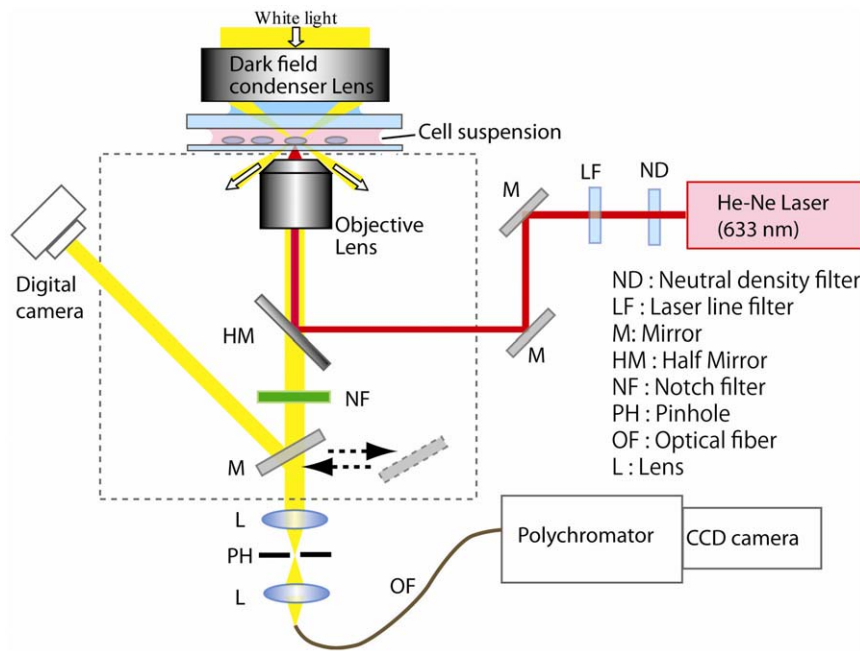 White light
Dark field
condenser Lens
Cell suspension
Objective
Lens
Digital
camera
M
LF
ND
He-Ne Laser
(633 nm)
HM
M
NF
M
ND : Neutral density filter
LF : Laser line filter
M: Mirror
HM : Half Mirror
NF : Notch filter
PH : Pinhole
OF : Optical fiber
L : Lens
L
PH
L
OF
Polychromator
CCD camera